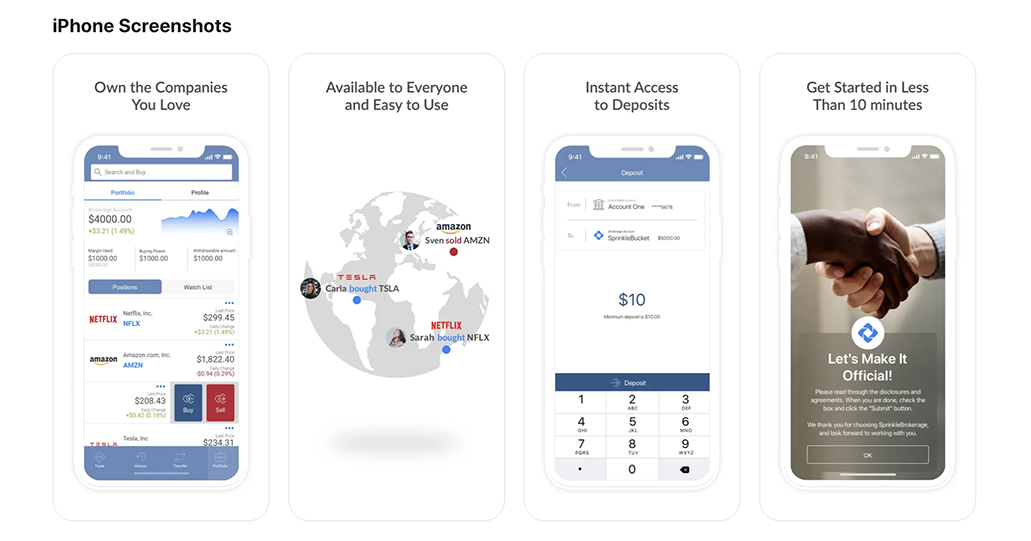 iPhone Screenshots
Own the Companies
You Love
9:41
Search and Buy
Portfolio
Profile
Brokerage Account
$4000.00
+$3.21 (1.49%)
Margin Used
$1000.00
Buying Power
$1000.00
Withdrawable amount
$1000.00
Positions
Watch List
NETFLIX
Netflix, Inc.
NFLX
Last Price
$299.45
Daily Change
+$3.21 (1.49%)
amazon
Amazon.com, Inc.
AMZN
Last Price
$1,822.40
Daily Change
-$0.94 (0.29%)
Last Price
$208.43
Daily Change
+$0.42 (0.18%)
Buy
Sell
TESLA
Tesla, Inc
Last Price
$234.31
Trade
History
Transfer
Portfolio
Available to Everyone
and Easy to Use
amazon
Sven sold AMZN
TESLA
Carla bought TSLA
NETFLIX
Sarah bought NFLX
Instant Access
to Deposits
9:41
Deposit
From
Account One ****5678
To
Brokerage Account
SprinkleBucket $5000.00
$10
Minimum deposit is $10.00
Deposit
1
2
ABC
3
DEF
4
GHI
5
JKL
6
MNO
7
PQRS
8
TUV
9
WXYZ
0
Get Started in Less
Than 10 minutes
9:41
Let's Make It
Official!
Please read through the disclosures and
agreements. When you are done, check the
box and click the "Submit" button.
We thank you for choosing SprinkleBrokerage,
and look forward to working with you.
OK